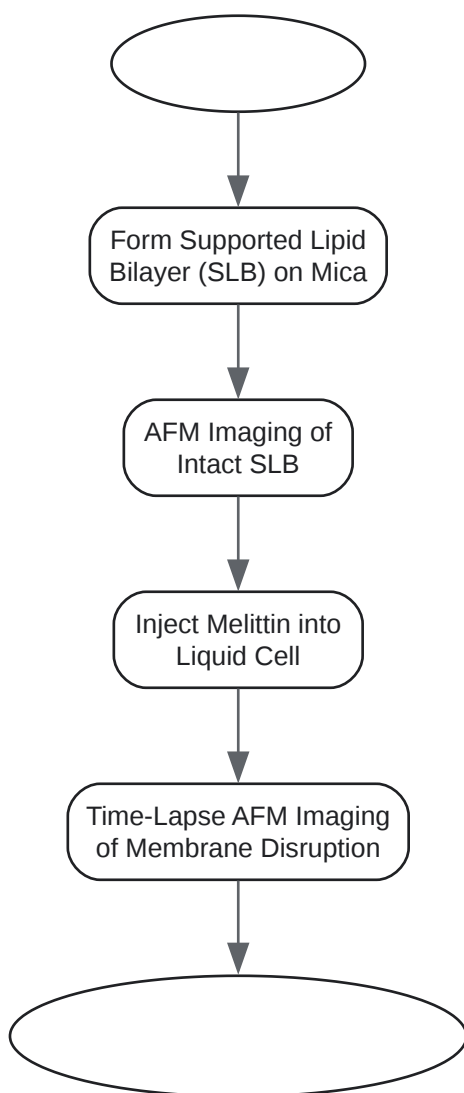 Form Supported Lipid
Bilayer (SLB) on Mica
AFM Imaging of
Intact SLB
Inject Melittin into
Liquid Cell
Time-Lapse AFM Imaging
of Membrane Disruption